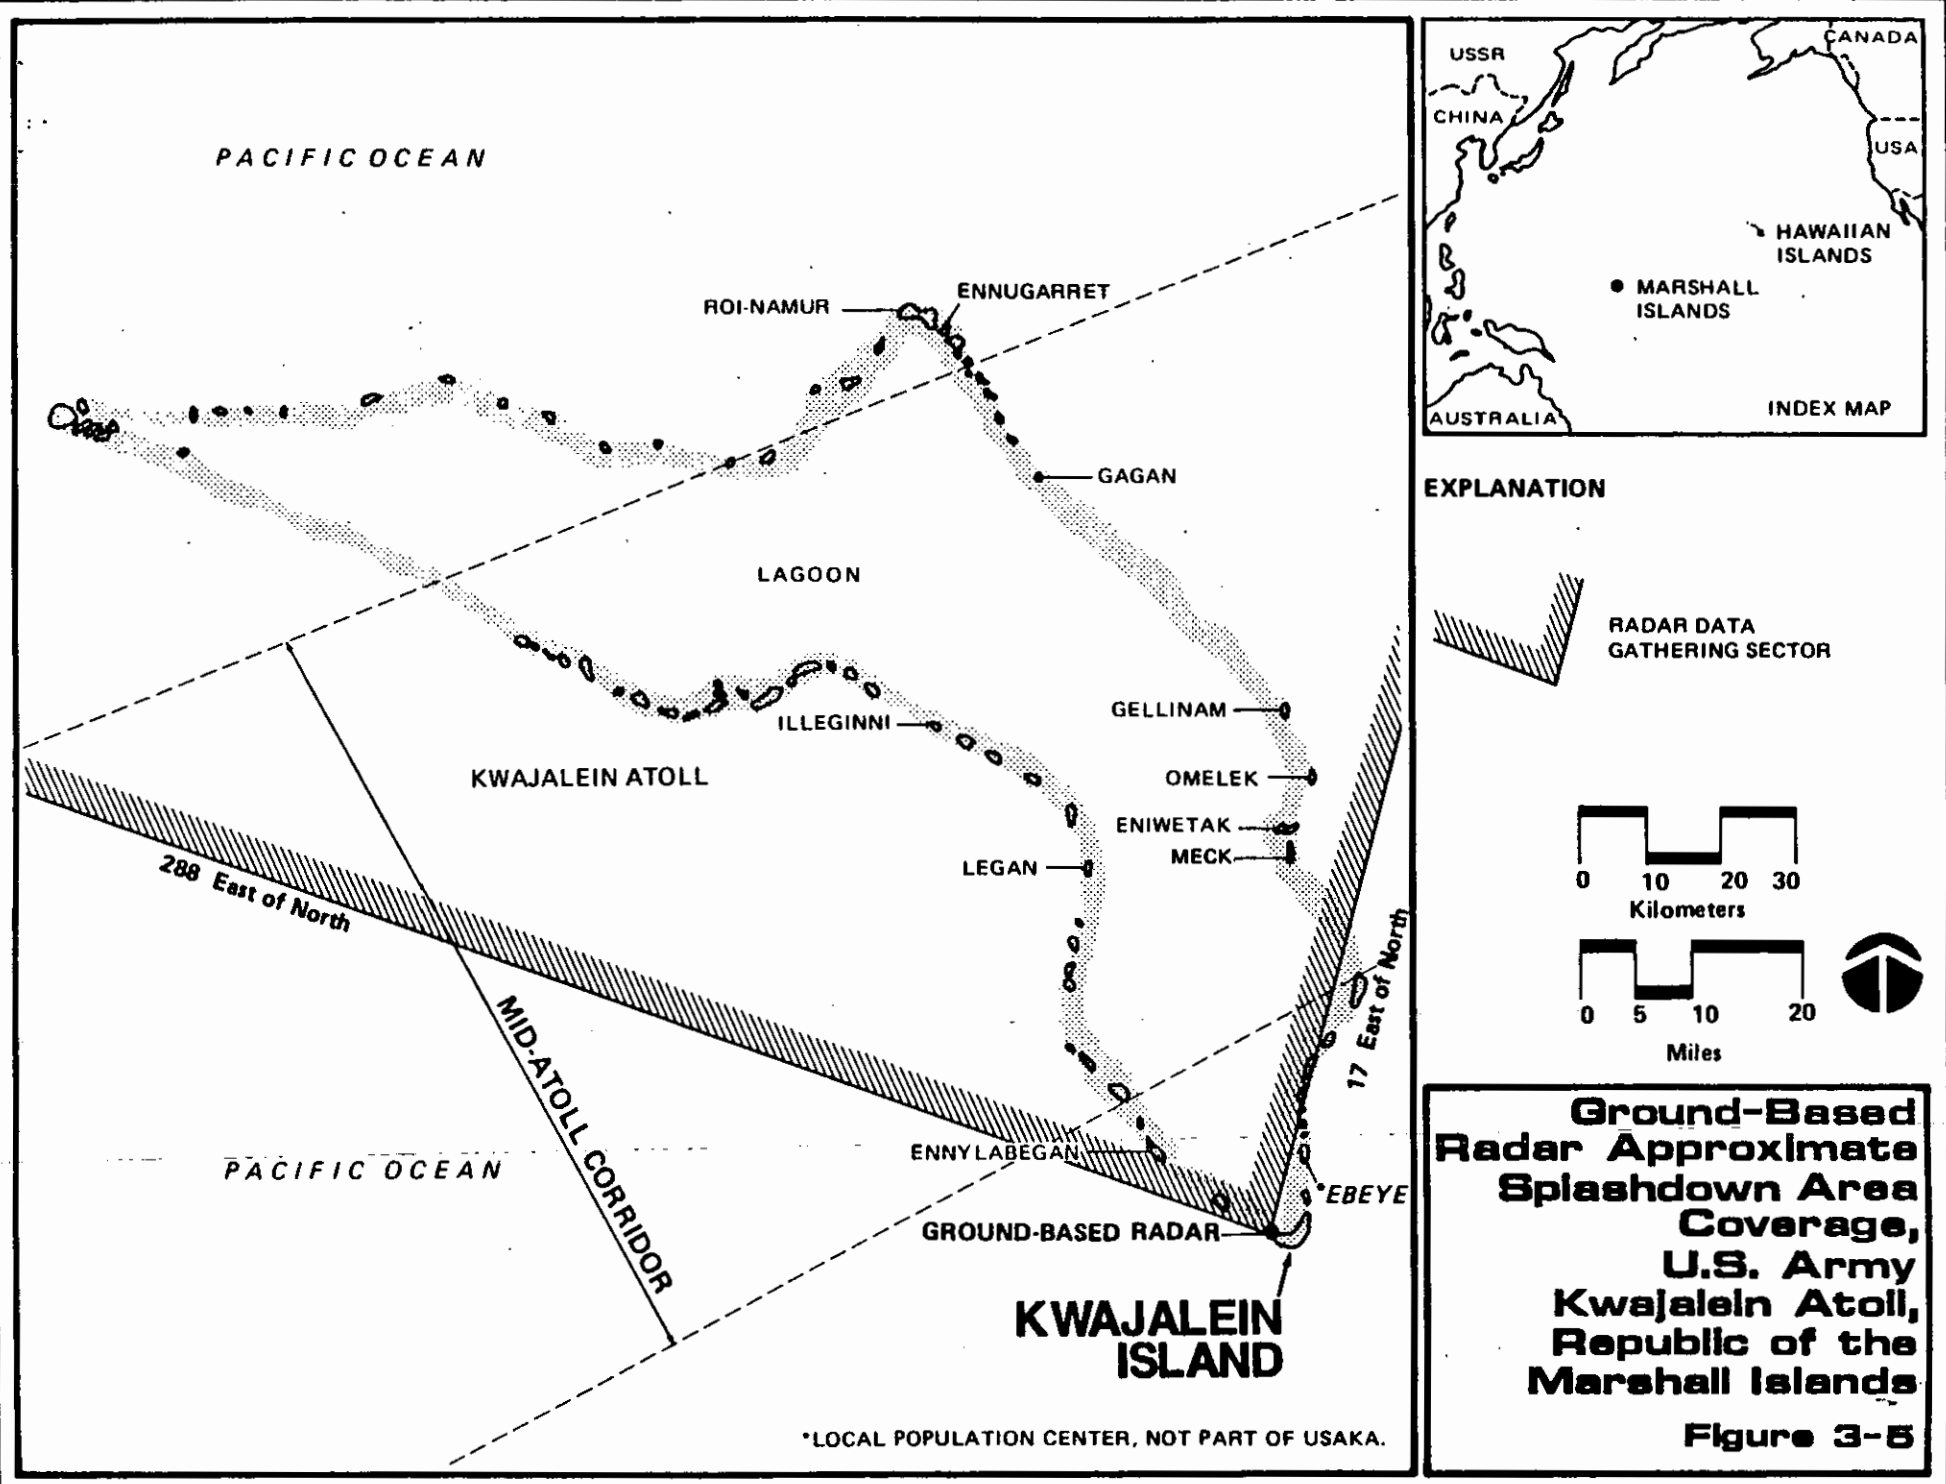 PACIFIC OCEAN
ROI-NAMUR
ENNUGARRET
GAGAN
LAGOON
GELLINAM
ILLEGINNI
OMELEK
KWAJALEIN ATOLL
ENIWETAK
MECK
LEGAN
288 East of North
17 East of North
MID-ATOLL CORRIDOR
ENNYLABEGAN
PACIFIC OCEAN
*EBEYE
GROUND-BASED RADAR
KWAJALEIN
ISLAND
*LOCAL POPULATION CENTER, NOT PART OF USAKA.
CANADA
USSR
CHINA
USA
HAWAIIAN
ISLANDS
MARSHALL
ISLANDS
AUSTRALIA
INDEX MAP
EXPLANATION
RADAR DATA
GATHERING SECTOR
0 10 20 30
Kilometers
0 5 10 20
Miles
Ground-Based
Radar Approximate
Splashdown Area
Coverage,
U.S. Army
Kwajalein Atoll,
Republic of the
Marshall Islands
Figure 3-5